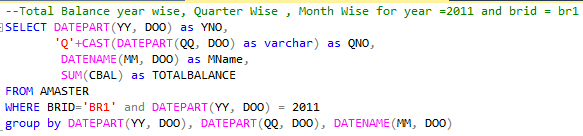 --Total Balance year wise, Quarter Wise , Month Wise for year =2011 and brid = br1
SELECT DATEPART(YY, DOO) as YNO,
'Q'+CAST(DATEPART(QQ, DOO) as varchar) as QNO,
DATENAME(MM, DOO) as MName,
SUM(CBAL) as TOTALBALANCE
FROM AMASTER
WHERE BRID='BR1' and DATEPART(YY, DOO) = 2011
group by DATEPART(YY, DOO), DATEPART(QQ, DOO), DATENAME(MM, DOO)